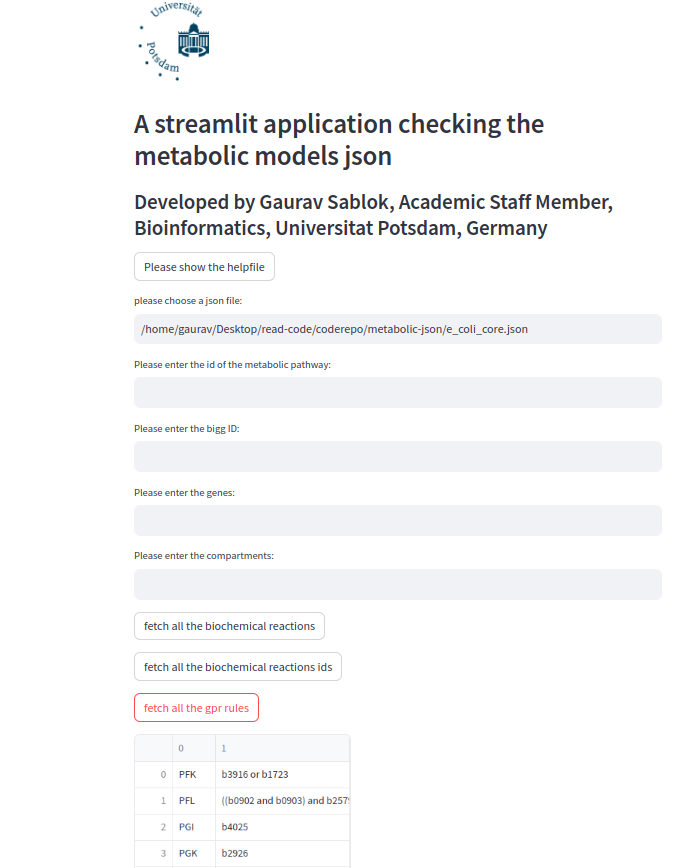 Universität
Potsdam
A streamlit application checking the
metabolic models json
Developed by Gaurav Sablok, Academic Staff Member,
Bioinformatics, Universitat Potsdam, Germany
Please show the helpfile
please choose a json file:
/home/gaurav/Desktop/read-code/coderepo/metabolic-json/e_coli_core.json
Please enter the id of the metabolic pathway:
Please enter the bigg ID:
Please enter the genes:
Please enter the compartments:
fetch all the biochemical reactions
fetch all the biochemical reactions ids
fetch all the gpr rules
0 1
0 PFK b3916 or b1723
1 PFL ((b0902 and b0903) and b257
2 PGI b4025
3 PGK b2926